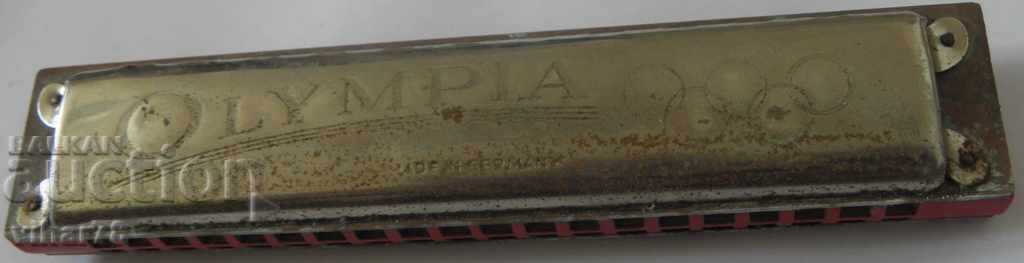 OLYMPIA
MADE IN GERMANY
BALKAN
auction
vihar78